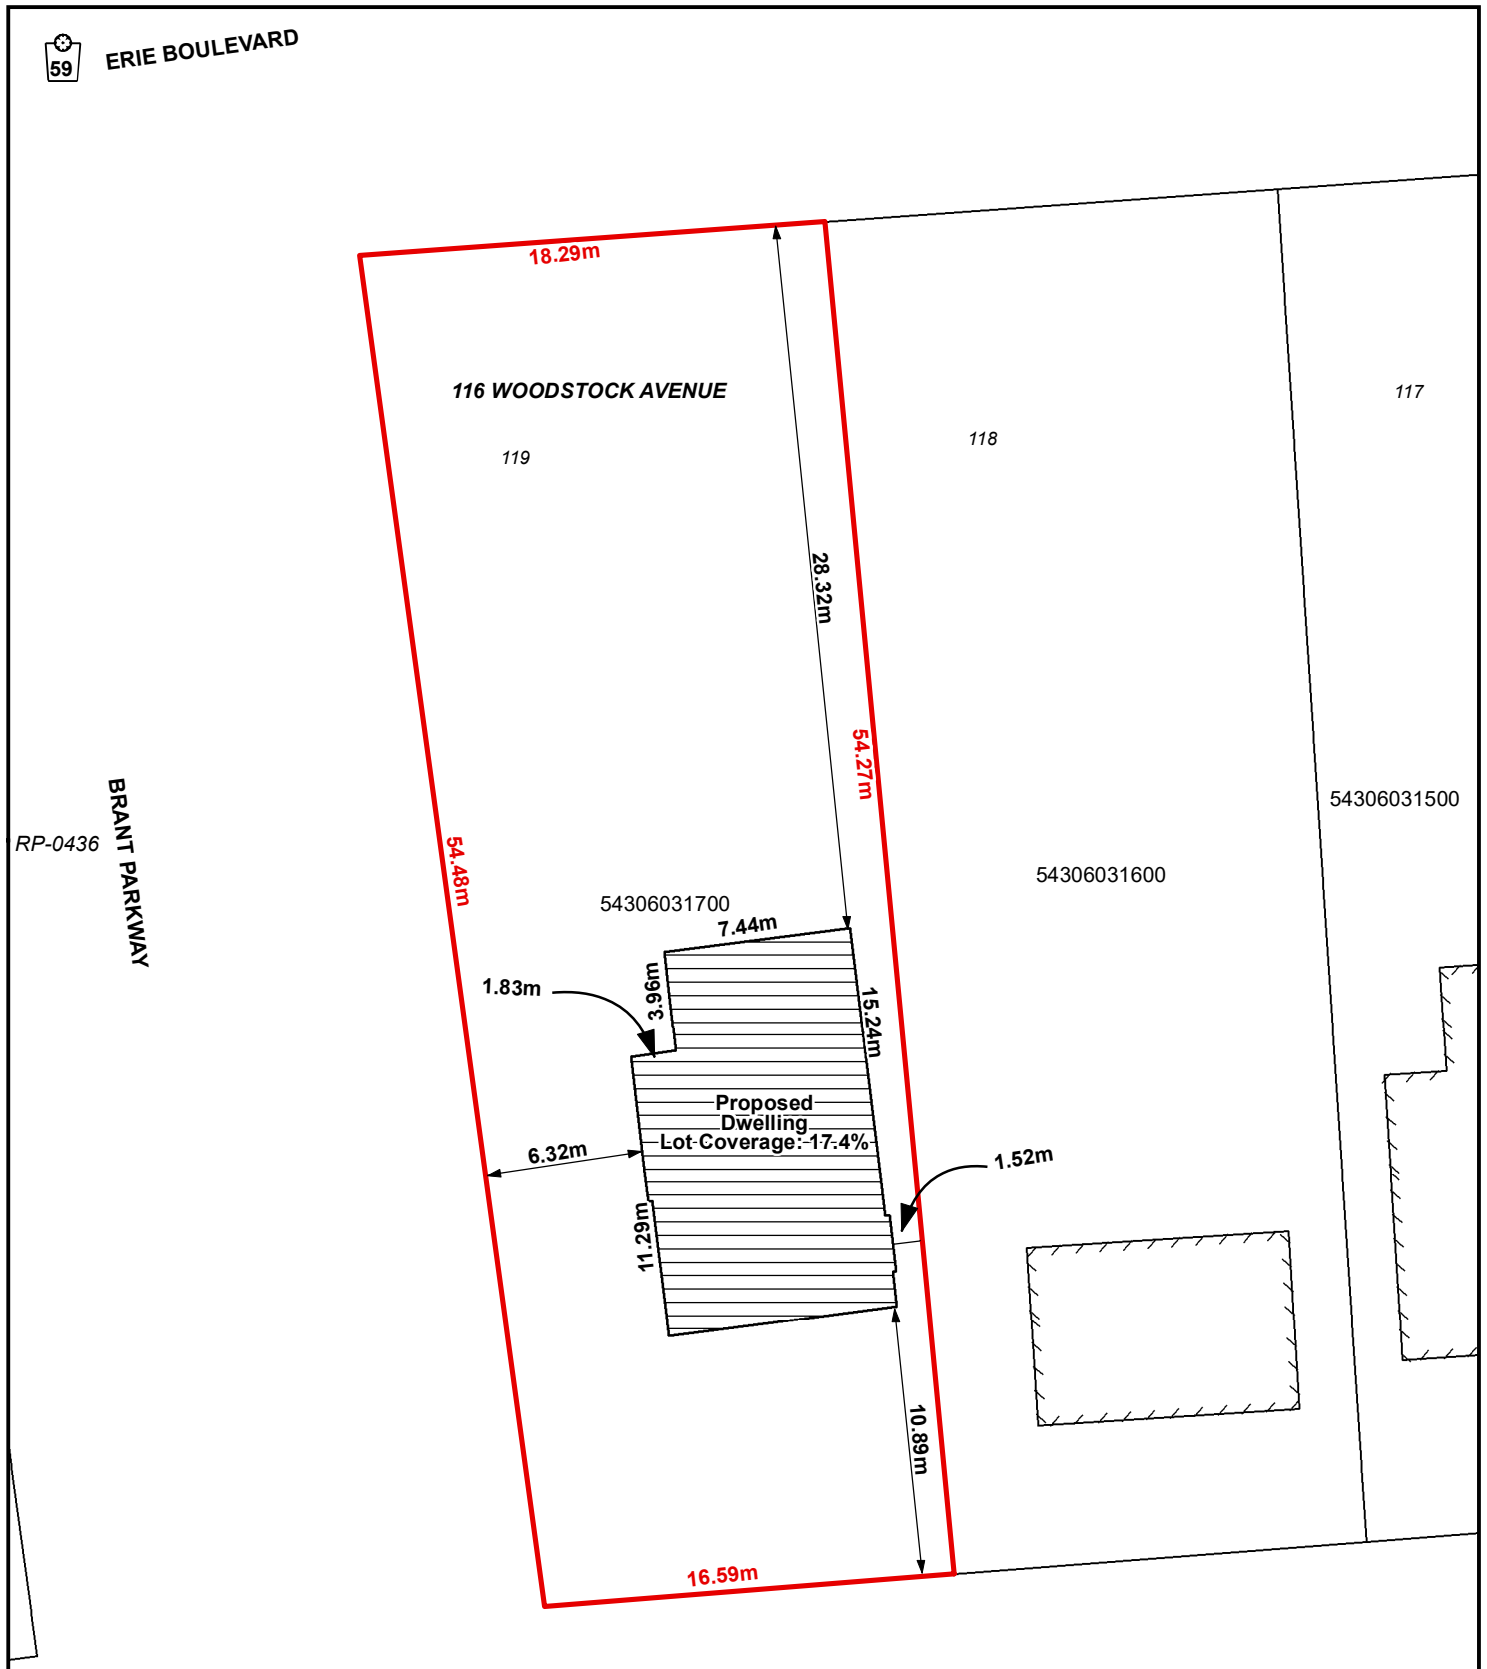 59
ERIE BOULEVARD
18.29m
116 WOODSTOCK AVENUE
117
118
119
28.32m
54.27m
54306031500
BRANT PARKWAY
RP-0436
54.48m
54306031600
54306031700
7.44m
3.96m
1.83m
15.24m
Proposed
Dwelling
Lot Coverage: 17.4%
6.32m
1.52m
11.29m
10.89m
16.59m